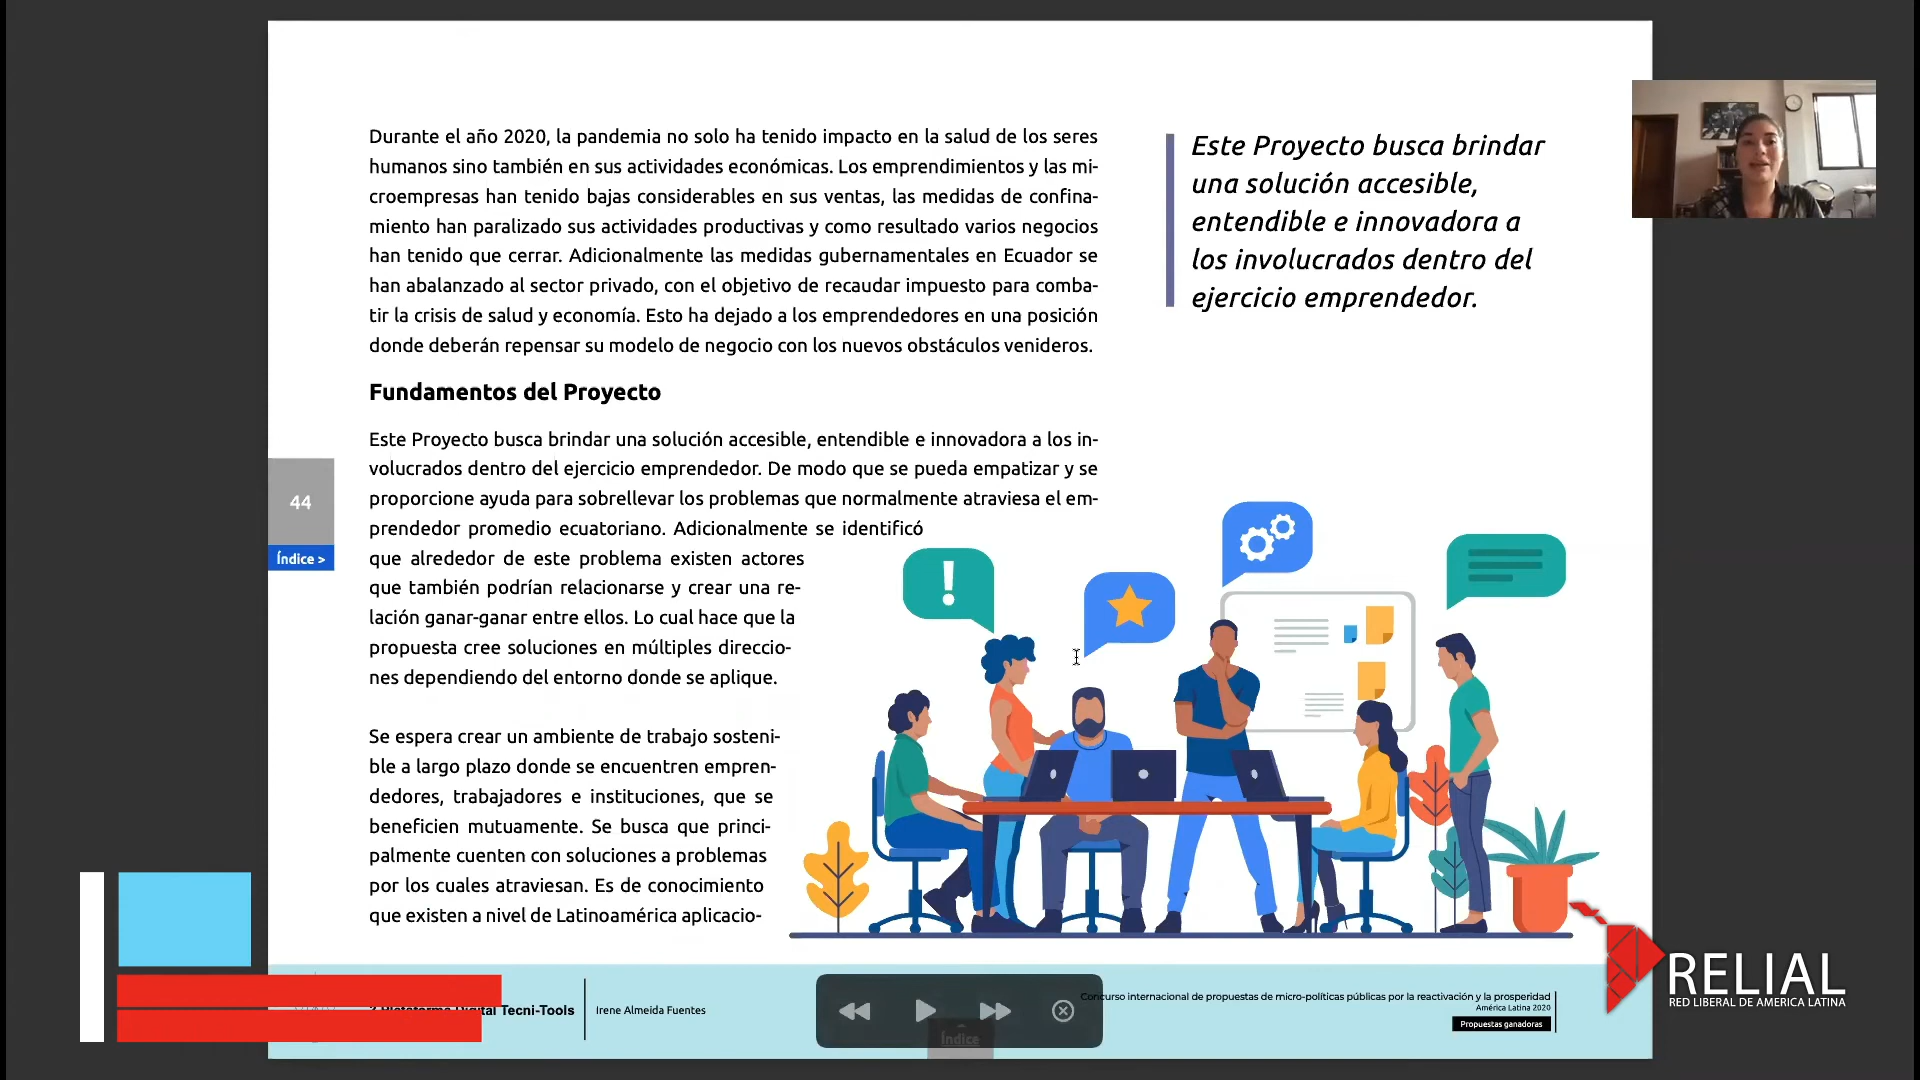 Durante el año 2020, la pandemia no solo ha tenido impacto en la salud de los seres
humanos sino también en sus actividades económicas. Los emprendimientos y las mi-
croempresas han tenido bajas considerables en sus ventas, las medidas de confina-
miento han paralizado sus actividades productivas y como resultado varios negocios
han tenido que cerrar. Adicionalmente las medidas gubernamentales en Ecuador se
han abalanzado al sector privado, con el objetivo de recaudar impuesto para comba-
tir la crisis de salud y economía. Esto ha dejado a los emprendedores en una posición
donde deberán repensar su modelo de negocio con los nuevos obstáculos venideros.
Este Proyecto busca brindar
una solución accesible,
entendible e innovadora a
los involucrados dentro del
ejercicio emprendedor.
Fundamentos del Proyecto
Este Proyecto busca brindar una solución accesible, entendible e innovadora a los in-
volucrados dentro del ejercicio emprendedor. De modo que se pueda empatizar y se
proporcione ayuda para sobrellevar los problemas que normalmente atraviesa el em-
prendedor promedio ecuatoriano. Adicionalmente se identificó
que alrededor de este problema existen actores
que también podrían relacionarse y crear una re-
lación ganar-ganar entre ellos. Lo cual hace que la
propuesta cree soluciones en múltiples direccio-
nes dependiendo del entorno donde se aplique.
Se espera crear un ambiente de trabajo sosteni-
ble a largo plazo donde se encuentren empren-
dedores, trabajadores e instituciones, que se
beneficien mutuamente. Se busca que princi-
palmente cuenten con soluciones a problemas
por los cuales atraviesan. Es de conocimiento
que existen a nivel de Latinoamérica aplicacio-
44
Índice >
Tecni-Tools
Irene Almeida Fuentes
Concurso internacional de propuestas de micro-políticas públicas por la reactivación y la prosperidad
América Latina 2020
Propuestas ganadoras
Índice
RELIAL
RED LIBERAL DE AMERICA LATINA